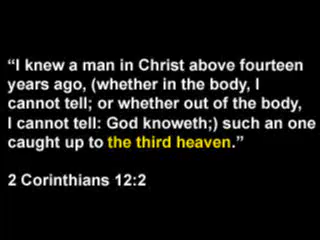 “I knew a man in Christ above fourteen
years ago, (whether in the body, I
cannot tell; or whether out of the body,
I cannot tell: God knoweth;) such an one
caught up to the third heaven.”
2 Corinthians 12:2